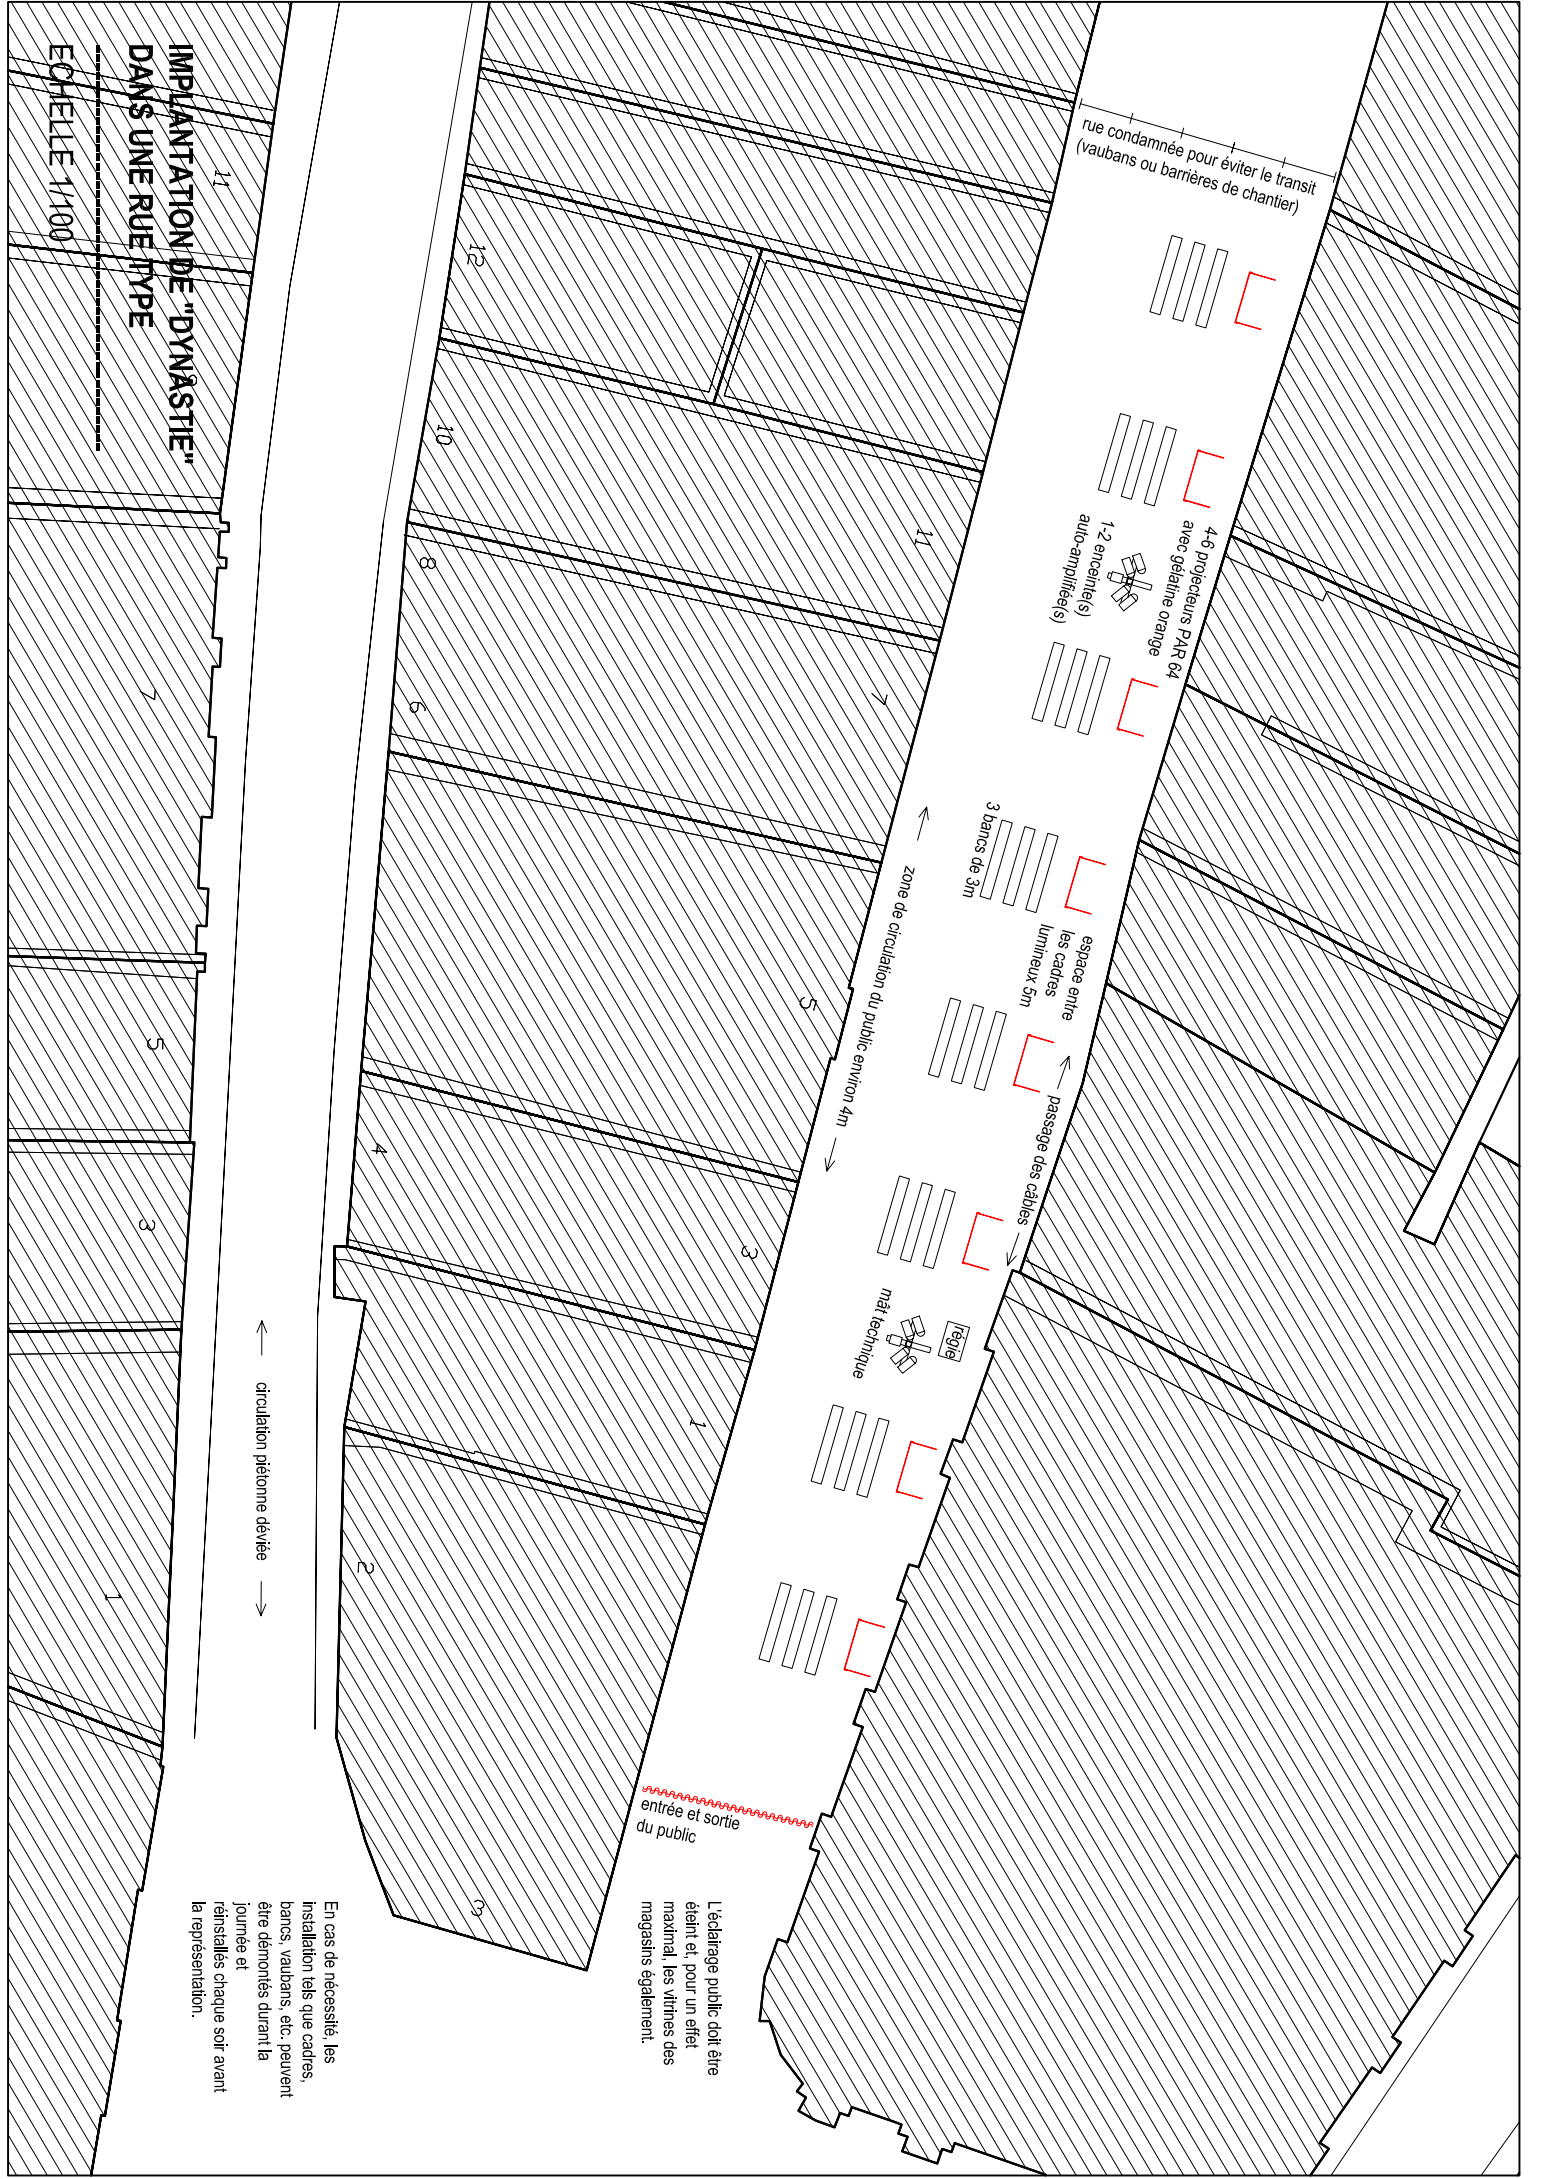 IMPLANTATION DE "DYNASTIE"
DANS UNE RUE TYPE
ECHELLE 1/100
rue condamnée pour éviter le transit
(vaubans ou barrières de chantier)
4-6 projecteurs PAR 64
avec gélatine orange
1-2 enceinte(s)
auto-amplifiée(s)
3 bancs de 3m
espace entre
les cadres
lumineux 5m
zone de circulation du public environ 4m
passage des câbles
régie
mât technique
entrée et sortie
du public
circulation piétonne déviée
L'éclairage public doit être
éteint et, pour un effet
maximal, les vitrines des
magasins également.
En cas de nécessité, les
installation tels que cadres,
bancs, vaubans, etc. peuvent
être démontés durant la
journée et
réinstallés chaque soir avant
la représentation.
11
9
7
5
3
1
12
10
8
6
4
2
3
11
7
5
3
1